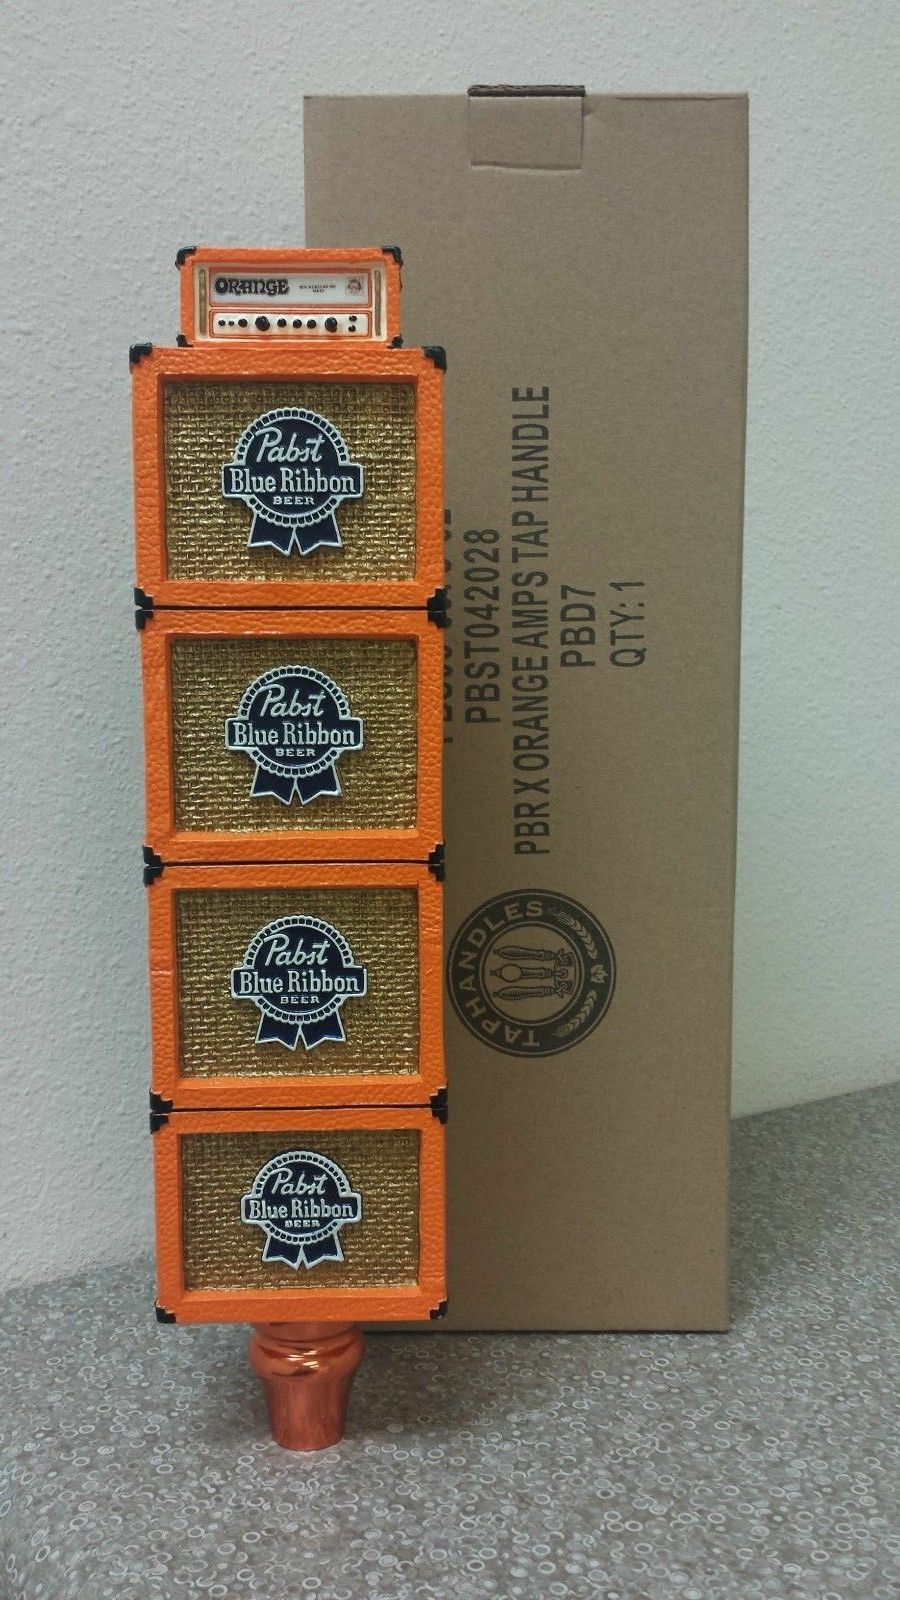 ORANGE
Pabst
Blue Ribbon
BEER
Pabst
Blue Ribbon
BEER
Pabst
Blue Ribbon
BEER
Pabst
Blue Ribbon
BEER
PBST042028
PBR X ORANGE AMPS TAP HANDLE
PBD7
QTY: 1
TAPHANDLES